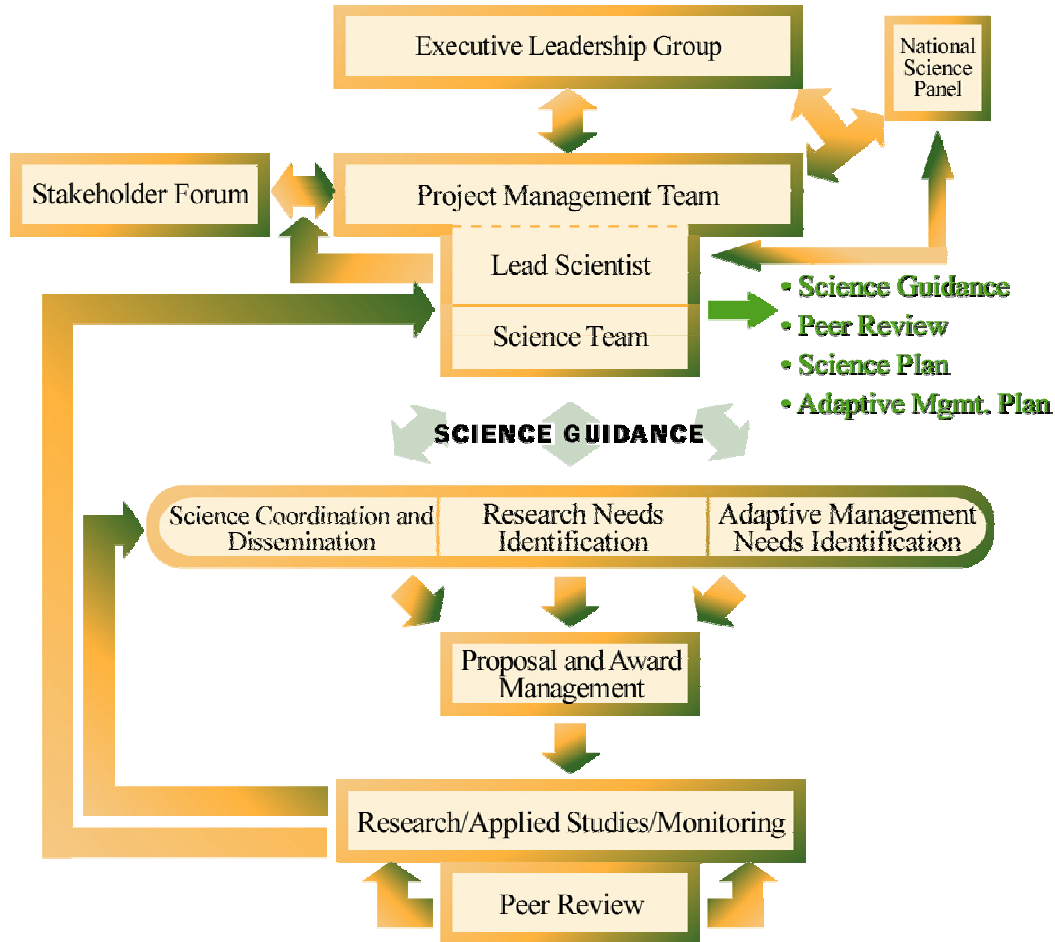 Executive Leadership Group
National
Science
Panel
Stakeholder Forum
Project Management Team
Lead Scientist
Science Team
• Science Guidance
• Peer Review
• Science Plan
• Adaptive Mgmt. Plan
SCIENCE GUIDANCE
Science Coordination and
Dissemination
Research Needs
Identification
Adaptive Management
Needs Identification
Proposal and Award
Management
Research/Applied Studies/Monitoring
Peer Review